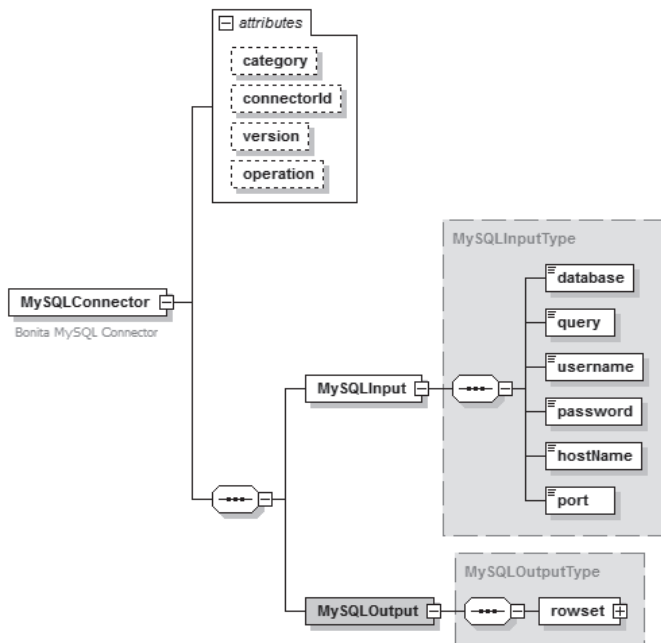 attributes
category
connectorId
version
operation
MySQLConnector
Bonita MySQL Connector
MySQLInputType
MySQLInput
database
query
username
password
hostName
port
MySQLOutputType
MySQLOutput
rowset